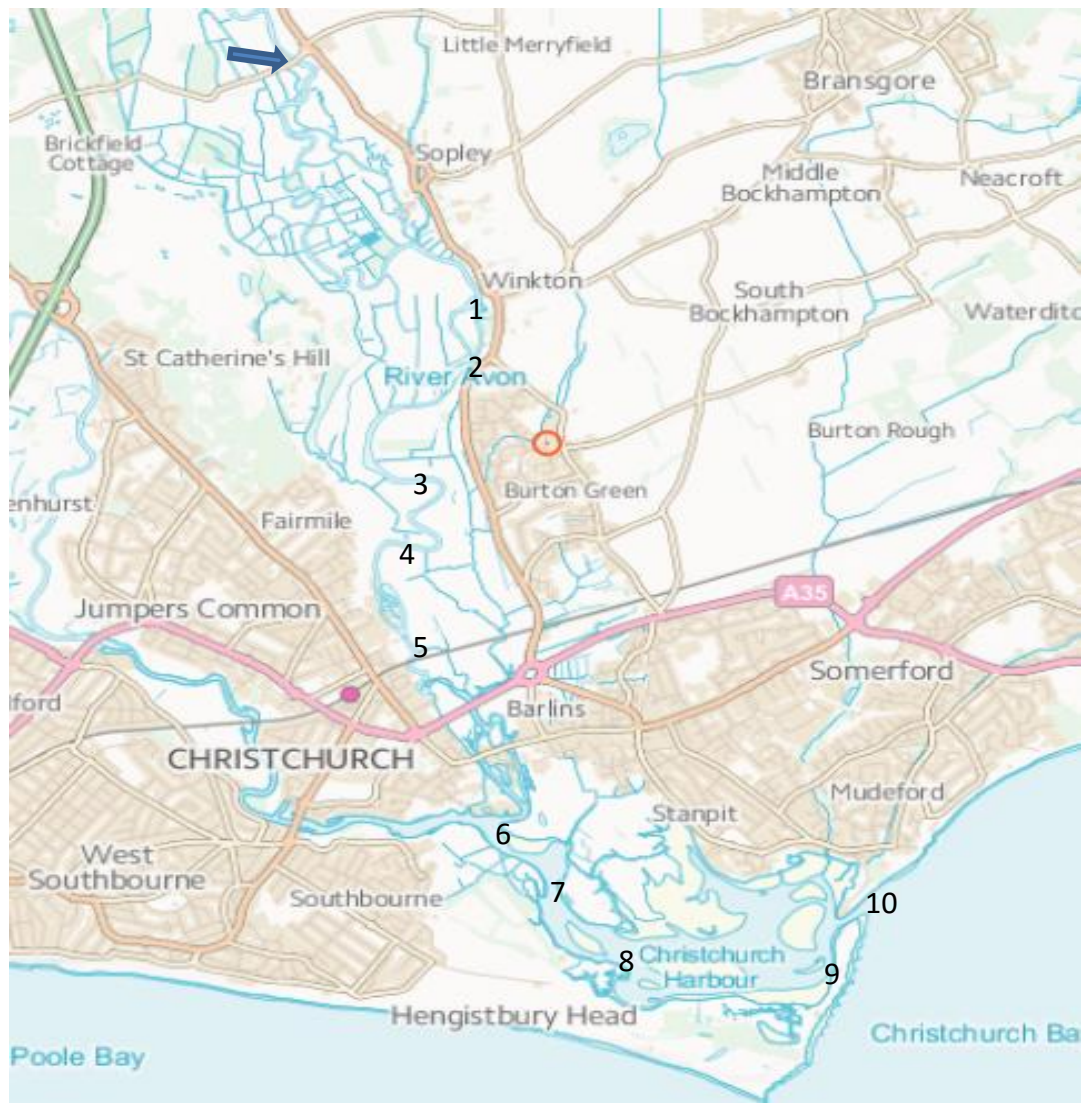 Little Merryfield
Bransgore
Brickfield
Cottage
Sopley
Middle
Bockhampton
Neacroft
Winkton
1
South
Bockhampton
Waterditc
St Catherine's Hill
2
River Avon
Burton Rough
3
Burton Green
enhurst
Fairmile
4
A35
Jumpers Common
5
Somerford
lford
Barlins
CHRISTCHURCH
Mudeford
Stanpit
6
West
Southbourne
7
Southbourne
10
8
Christchurch
Harbour
9
Hengistbury Head
Christchurch Ba
Poole Bay